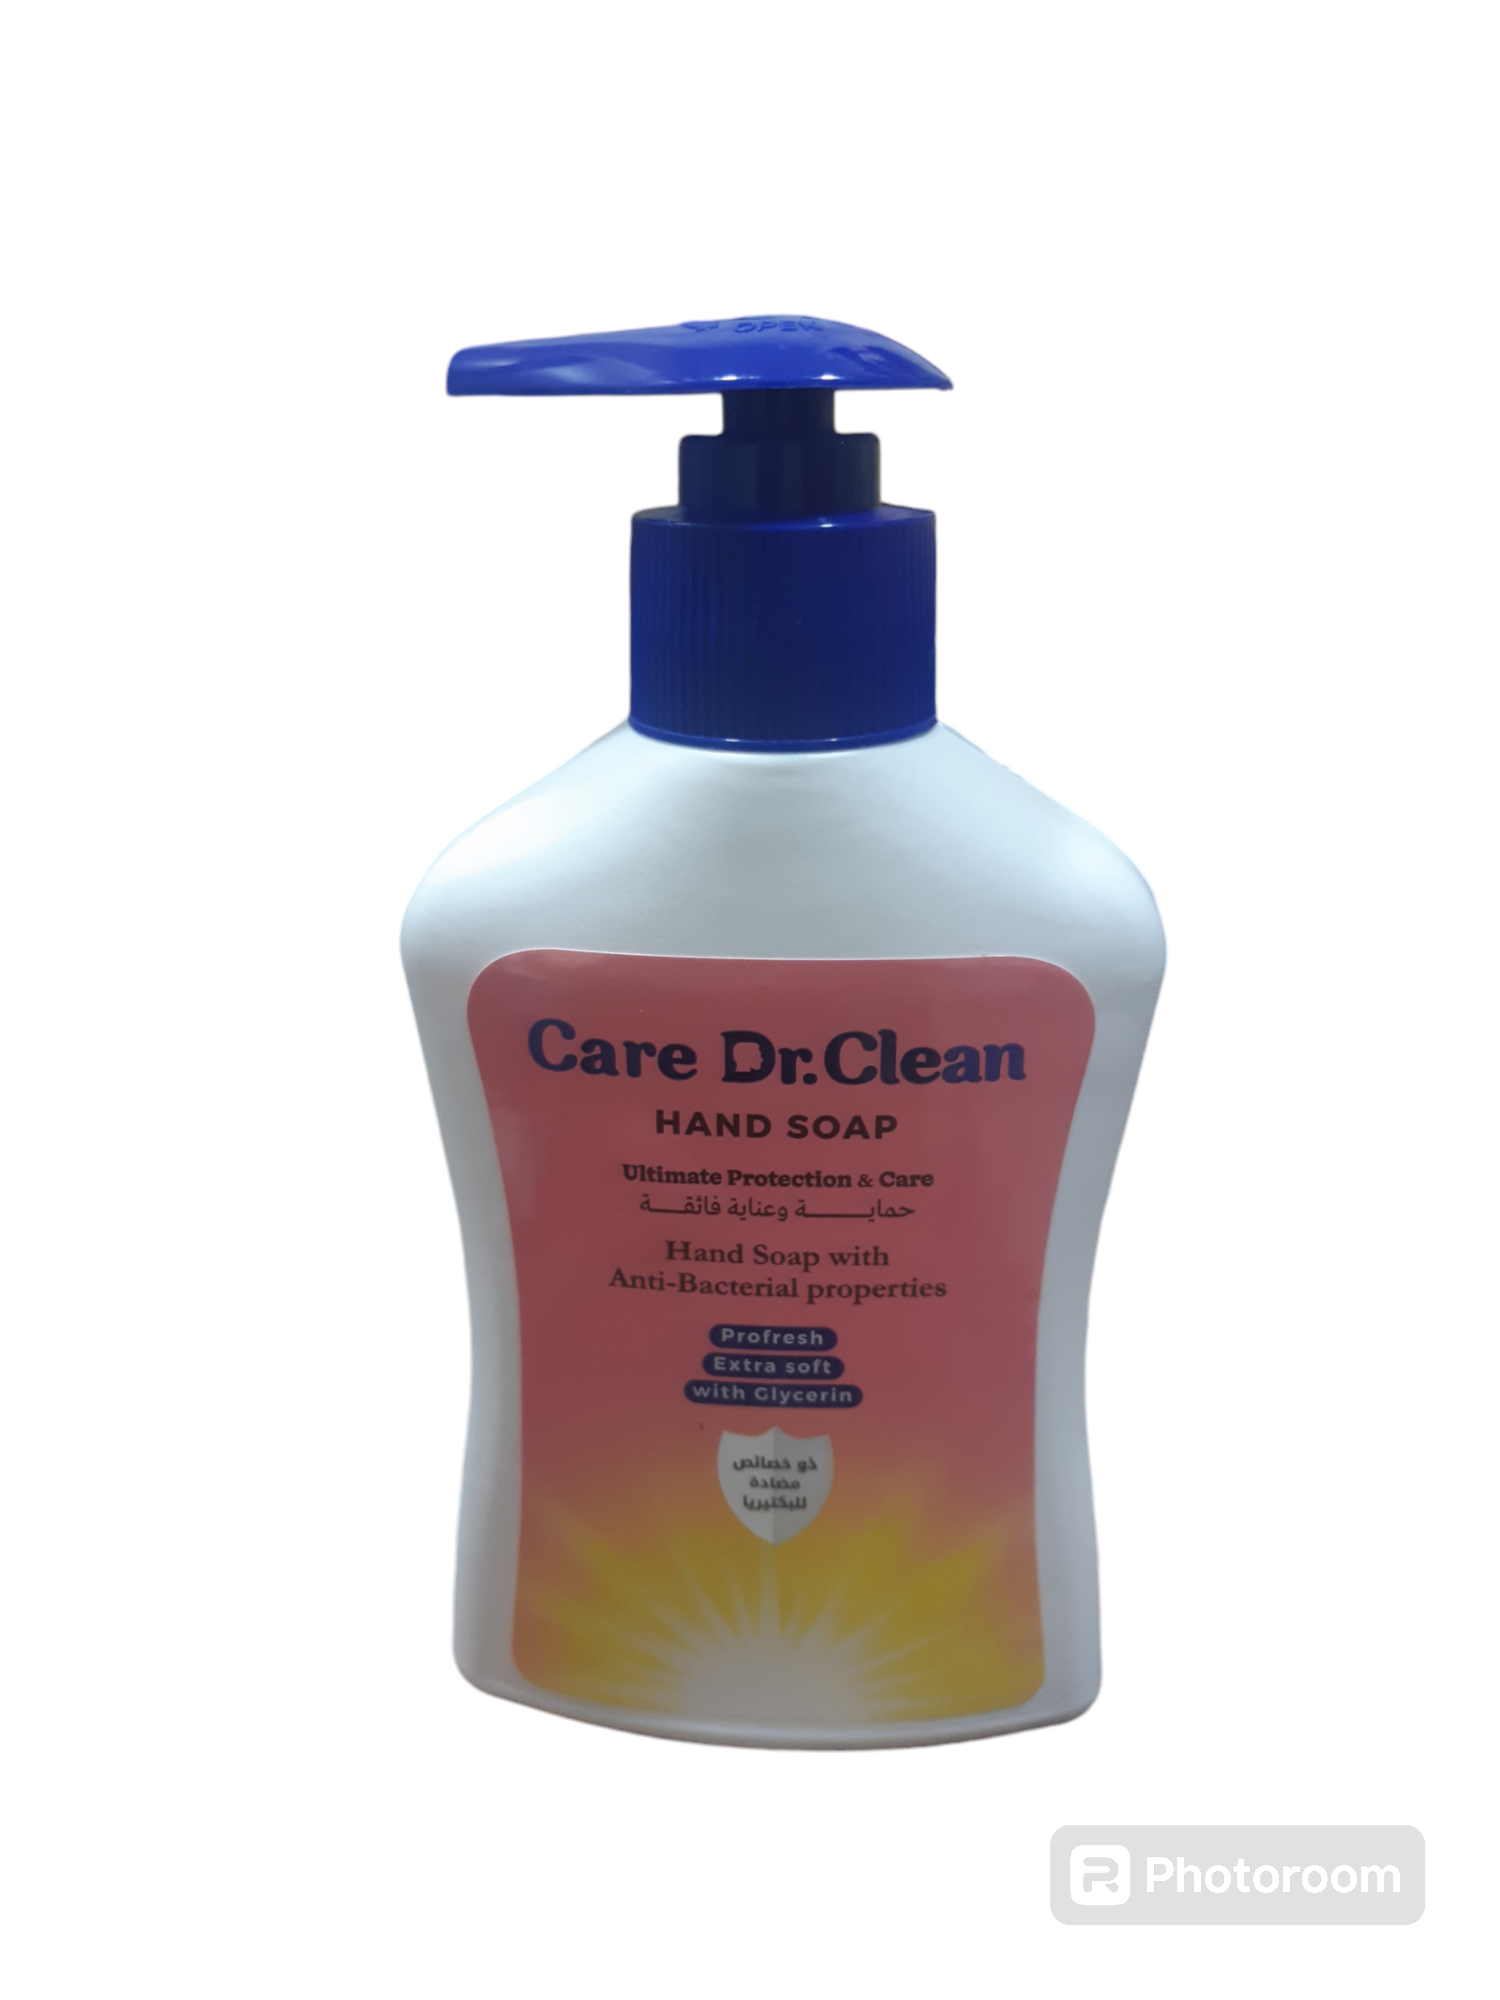 OPEN
Care Dr.Clean
HAND SOAP
Ultimate Protection & Care
حمايـــــــــة وعناية فائقـــة
Hand Soap with
Anti-Bacterial properties
Profresh
Extra soft
with Glycerin
ذو خصائص
مضادة
للبكتيريا
Photoroom